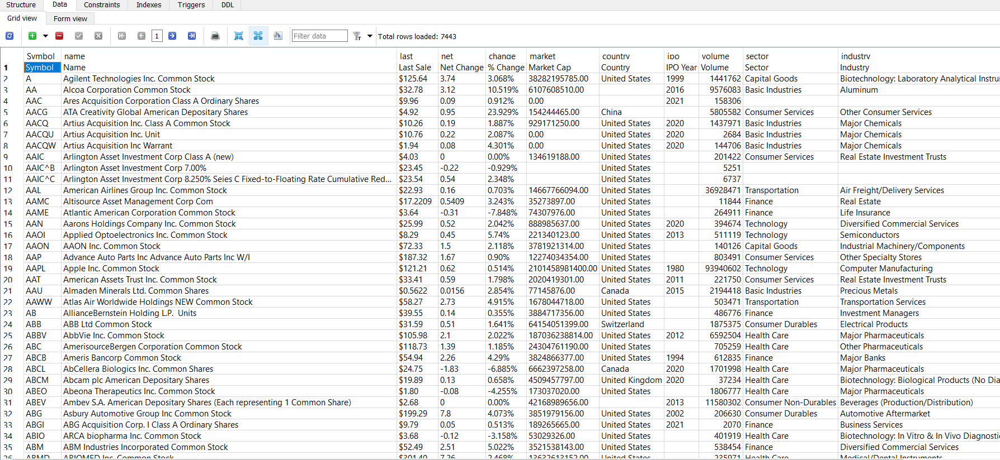 Structure Data Constraints Indexes Triggers DDL
Grid view Form view
1 Filter data Total rows loaded: 7443
Symbol name last net change market country ipo volume sector industry
1 Symbol Name Last Sale Net Change % Change Market Cap Country IPO Year Volume Sector Industry
2 A Agilent Technologies Inc. Common Stock $125.64 3.74 3.068% 38282195785.00 United States 1999 1441762 Capital Goods Biotechnology: Laboratory Analytical Instru
3 AA Alcoa Corporation Common Stock $32.78 3.12 10.519% 6107608510.00 2016 9576083 Basic Industries Aluminum
4 AAC Ares Acquisition Corporation Class A Ordinary Shares $9.96 0.09 0.912% 0.00 2021 158306
5 AACG ATA Creativity Global American Depositary Shares $4.92 0.95 23.929% 154244465.00 China 5805582 Consumer Services Other Consumer Services
6 AACQ Artius Acquisition Inc. Class A Common Stock $10.26 0.19 1.887% 929171250.00 United States 2020 1437971 Basic Industries Major Chemicals
7 AACQU Artius Acquisition Inc. Unit $10.76 0.22 2.087% 0.00 United States 2020 2684 Basic Industries Major Chemicals
8 AACQW Artius Acquisition Inc Warrant $1.94 0.08 4.301% 0.00 United States 2020 144706 Basic Industries Major Chemicals
9 AAIC Arlington Asset Investment Corp Class A (new) $4.03 0 0.00% 134619188.00 United States 201422 Consumer Services Real Estate Investment Trusts
10 AAIC^B Arlington Asset Investment Corp 7.00% $23.45 -0.22 -0.929% United States 5251
11 AAIC^C Arlington Asset Investment Corp 8.250% Seies C Fixed-to-Floating Rate Cumulative Red... $23.54 0.54 2.348% United States 6737
12 AAL American Airlines Group Inc. Common Stock $22.93 0.16 0.703% 14667766094.00 United States 36928471 Transportation Air Freight/Delivery Services
13 AAMC Altisource Asset Management Corp Com $17.2209 0.5409 3.243% 35273897.00 United States 11844 Finance Real Estate
14 AAME Atlantic American Corporation Common Stock $3.64 -0.31 -7.848% 74307976.00 United States 264911 Finance Life Insurance
15 AAN Aarons Holdings Company Inc. Common Stock $25.99 0.52 2.042% 888985637.00 United States 2020 394674 Technology Diversified Commercial Services
16 AAOI Applied Optoelectronics Inc. Common Stock $8.29 0.45 5.74% 221340123.00 United States 2013 511119 Technology Semiconductors
17 AAON AAON Inc. Common Stock $72.33 1.5 2.118% 3781921314.00 United States 140126 Capital Goods Industrial Machinery/Components
18 AAP Advance Auto Parts Inc Advance Auto Parts Inc W/I $187.32 1.67 0.90% 12274034354.00 United States 803491 Consumer Services Other Specialty Stores
19 AAPL Apple Inc. Common Stock $121.21 0.62 0.514% 2101458981400.00 United States 1980 93940602 Technology Computer Manufacturing
20 AAT American Assets Trust Inc. Common Stock $33.41 0.59 1.798% 2020419301.00 United States 2011 221750 Consumer Services Real Estate Investment Trusts
21 AAU Almaden Minerals Ltd. Common Shares $0.5622 0.0156 2.854% 77145876.00 Canada 2015 2194418 Basic Industries Precious Metals
22 AAWW Atlas Air Worldwide Holdings NEW Common Stock $58.27 2.73 4.915% 1678044718.00 United States 503471 Transportation Transportation Services
23 AB AllianceBernstein Holding L.P. Units $39.55 0.14 0.355% 3884717356.00 United States 486776 Finance Investment Managers
24 ABB ABB Ltd Common Stock $31.59 0.51 1.641% 64154051399.00 Switzerland 1875375 Consumer Durables Electrical Products
25 ABBV AbbVie Inc. Common Stock $105.98 2.1 2.022% 187036238814.00 United States 2012 6592504 Health Care Major Pharmaceuticals
26 ABC AmerisourceBergen Corporation Common Stock $118.73 1.39 1.185% 24304761190.00 United States 705259 Health Care Other Pharmaceuticals
27 ABCB Ameris Bancorp Common Stock $54.94 2.26 4.29% 3824866377.00 United States 1994 612835 Finance Major Banks
28 ABCL AbCellera Biologics Inc. Common Shares $24.75 -1.83 -6.885% 6662397258.00 Canada 2020 1701998 Health Care Major Pharmaceuticals
29 ABCM Abcam plc American Depositary Shares $19.89 0.13 0.658% 4509457797.00 United Kingdom 2020 37234 Health Care Biotechnology: Biological Products (No Dia
30 ABEO Abeona Therapeutics Inc. Common Stock $1.80 -0.08 -4.255% 173037020.00 United States 1806777 Health Care Major Pharmaceuticals
31 ABEV Ambev S.A. American Depositary Shares (Each representing 1 Common Share) $2.68 0 0.00% 42168989656.00 2013 11580302 Consumer Non-Durables Beverages (Production/Distribution)
32 ABG Asbury Automotive Group Inc Common Stock $199.29 7.8 4.073% 3851979156.00 United States 2002 206630 Consumer Durables Automotive Aftermarket
33 ABGI ABG Acquisition Corp. I Class A Ordinary Shares $9.79 0.05 0.513% 189265665.00 United States 2021 2070 Finance Business Services
34 ABIO ARCA biopharma Inc. Common Stock $3.68 -0.12 -3.158% 53029326.00 United States 401919 Health Care Biotechnology: In Vitro & In Vivo Diagnosti
35 ABM ABM Industries Incorporated Common Stock $52.49 2.51 5.022% 3521538143.00 United States 538454 Finance Diversified Commercial Services
36 ABMD ABIOMED Inc. Common Stock $301.40 7.26 2.468% 13632613152.00 United States 235971 Health Care Medical/Dental Instruments